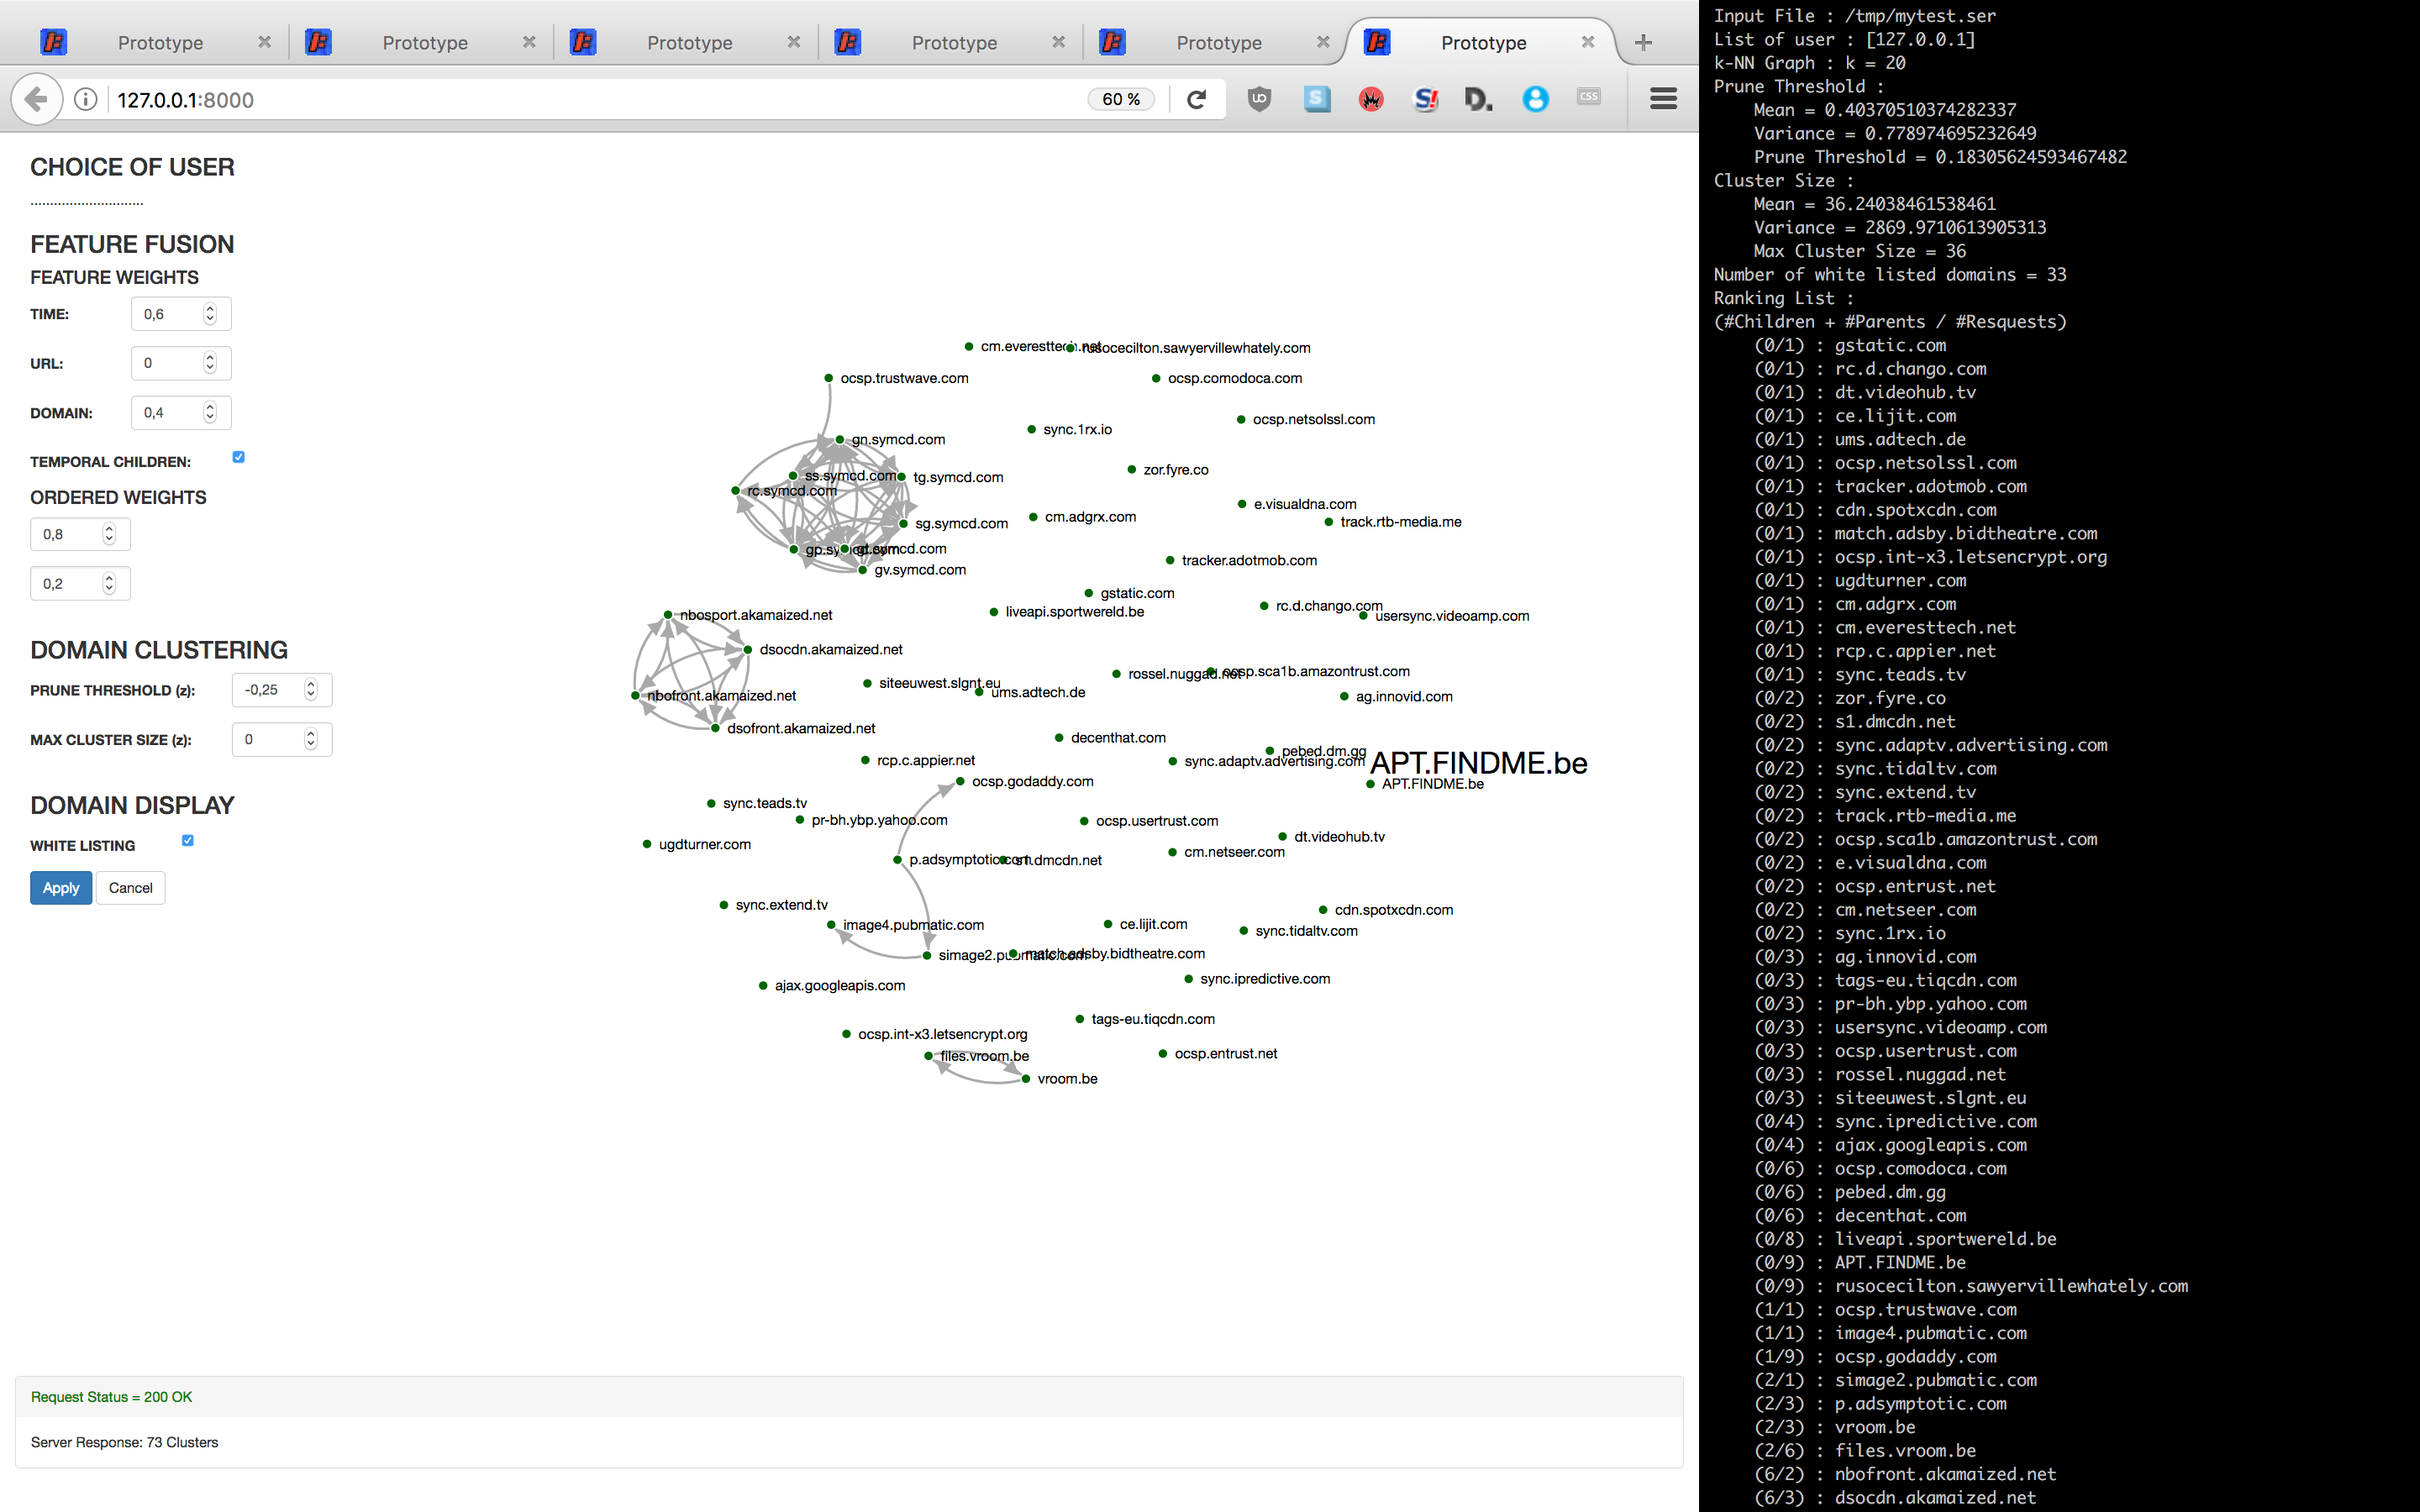 Prototype
Prototype
Prototype
Prototype
Prototype
Prototype
127.0.0.1:8000
60 %
CSS
CHOICE OF USER
.............................
FEATURE FUSION
FEATURE WEIGHTS
TIME: 0,6
URL: 0
DOMAIN: 0,4
TEMPORAL CHILDREN:
ORDERED WEIGHTS
0,8
0,2
DOMAIN CLUSTERING
PRUNE THRESHOLD (z): -0,25
MAX CLUSTER SIZE (z): 0
DOMAIN DISPLAY
WHITE LISTING
Apply Cancel
cm.everesttech.net
rusocecilton.sawyervillewhately.com
ocsp.trustwave.com
ocsp.comodoca.com
ocsp.netsolssl.com
sync.1rx.io
gn.symcd.com
zor.fyre.co
ss.symcd.com
tg.symcd.com
rc.symcd.com
e.visualdna.com
cm.adgrx.com
track.rtb-media.me
sg.symcd.com
gp.symcd.com
symcd.com
tracker.adotmob.com
gv.symcd.com
gstatic.com
rc.d.chango.com
liveapi.sportwereld.be
nbosport.akamaized.net
usersync.videoamp.com
dsocdn.akamaized.net
rossel.nuggad.net
ocsp.sca1b.amazontrust.com
siteeuwest.slgnt.eu
ums.adtech.de
nbofront.akamaized.net
ag.innovid.com
dsofront.akamaized.net
decenthat.com
pebed.dm.gg
rcp.c.appier.net
sync.adaptv.advertising.com
APT.FINDME.be
ocsp.godaddy.com
APT.FINDME.be
sync.teads.tv
pr-bh.ybp.yahoo.com
ocsp.usertrust.com
dt.videohub.tv
ugdturner.com
cm.netseer.com
p.adsymptotic.com
s1.dmcdn.net
sync.extend.tv
cdn.spotxcdn.com
image4.pubmatic.com
ce.lijit.com
sync.tidaltv.com
simage2.pubmatic.com
match.adsby.bidtheatre.com
sync.ipredictive.com
ajax.googleapis.com
tags-eu.tiqcdn.com
ocsp.int-x3.letsencrypt.org
files.vroom.be
ocsp.entrust.net
vroom.be
Request Status = 200 OK
Server Response: 73 Clusters
Input File : /tmp/mytest.ser
List of user : [127.0.0.1]
k-NN Graph : k = 20
Prune Threshold :
Mean = 0.40370510374282337
Variance = 0.778974695232649
Prune Threshold = 0.18305624593467482
Cluster Size :
Mean = 36.24038461538461
Variance = 2869.9710613905313
Max Cluster Size = 36
Number of white listed domains = 33
Ranking List :
(#Children + #Parents / #Resquests)
(0/1) : gstatic.com
(0/1) : rc.d.chango.com
(0/1) : dt.videohub.tv
(0/1) : ce.lijit.com
(0/1) : ums.adtech.de
(0/1) : ocsp.netsolssl.com
(0/1) : tracker.adotmob.com
(0/1) : cdn.spotxcdn.com
(0/1) : match.adsby.bidtheatre.com
(0/1) : ocsp.int-x3.letsencrypt.org
(0/1) : ugdturner.com
(0/1) : cm.adgrx.com
(0/1) : cm.everesttech.net
(0/1) : rcp.c.appier.net
(0/1) : sync.teads.tv
(0/2) : zor.fyre.co
(0/2) : s1.dmcdn.net
(0/2) : sync.adaptv.advertising.com
(0/2) : sync.tidaltv.com
(0/2) : sync.extend.tv
(0/2) : track.rtb-media.me
(0/2) : ocsp.sca1b.amazontrust.com
(0/2) : e.visualdna.com
(0/2) : ocsp.entrust.net
(0/2) : cm.netseer.com
(0/2) : sync.1rx.io
(0/3) : ag.innovid.com
(0/3) : tags-eu.tiqcdn.com
(0/3) : pr-bh.ybp.yahoo.com
(0/3) : usersync.videoamp.com
(0/3) : ocsp.usertrust.com
(0/3) : rossel.nuggad.net
(0/3) : siteeuwest.slgnt.eu
(0/4) : sync.ipredictive.com
(0/4) : ajax.googleapis.com
(0/6) : ocsp.comodoca.com
(0/6) : pebed.dm.gg
(0/6) : decenthat.com
(0/8) : liveapi.sportwereld.be
(0/9) : APT.FINDME.be
(0/9) : rusocecilton.sawyervillewhately.com
(1/1) : ocsp.trustwave.com
(1/1) : image4.pubmatic.com
(1/9) : ocsp.godaddy.com
(2/1) : simage2.pubmatic.com
(2/3) : p.adsymptotic.com
(2/3) : vroom.be
(2/6) : files.vroom.be
(6/2) : nbofront.akamaized.net
(6/3) : dsocdn.akamaized.net